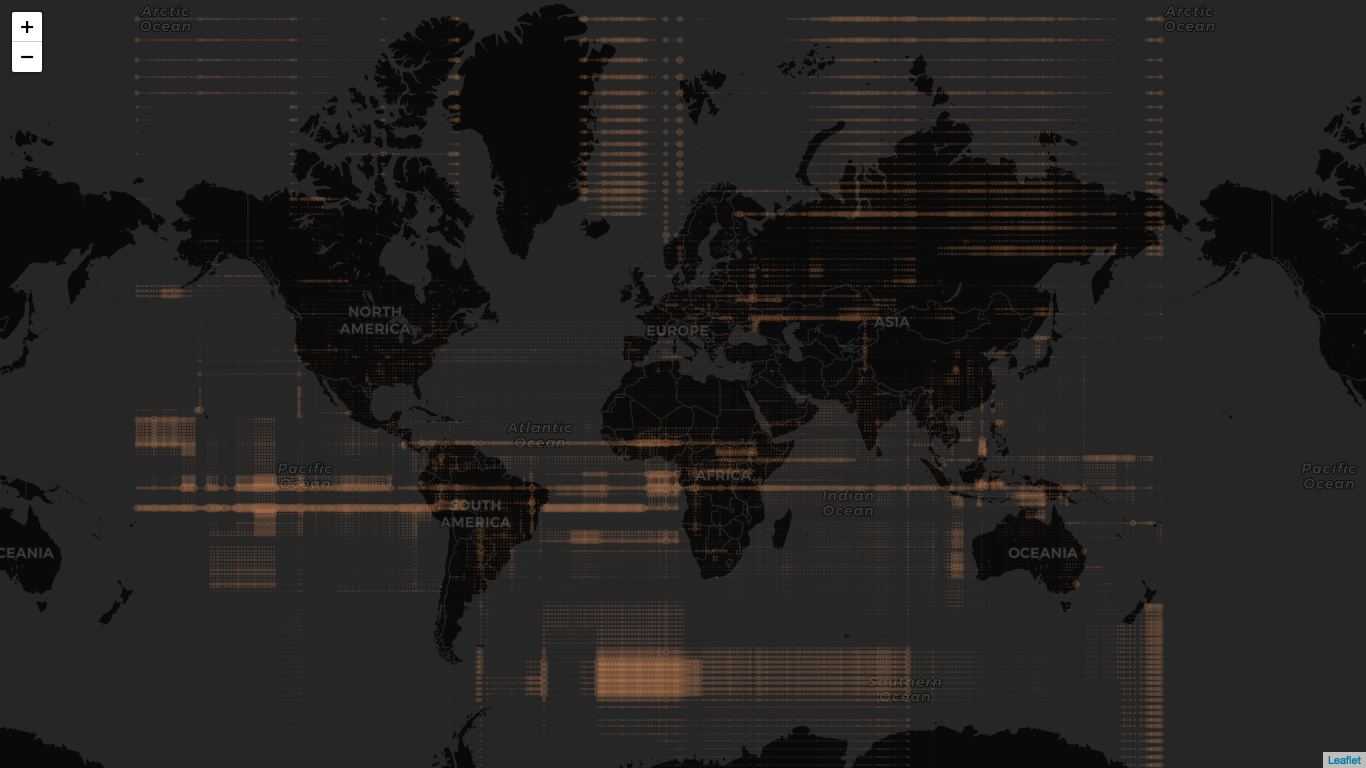 +
−
Arctic
Ocean
Arctic
Ocean
NORTH
AMERICA
EUROPE
ASIA
Atlantic
Ocean
Pacific
Ocean
AFRICA
Pacific
Ocean
SOUTH
AMERICA
Indian
Ocean
CEANIA
OCEANIA
Southern
Ocean
Leaflet